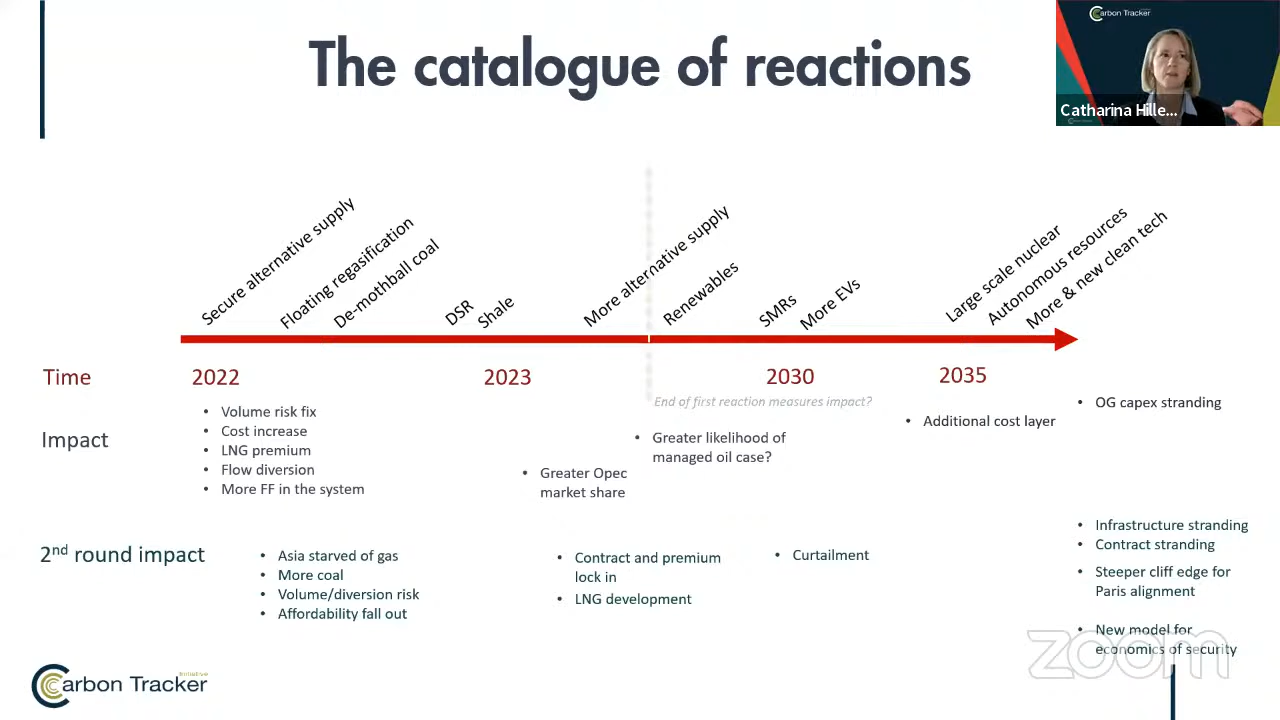 The catalogue of reactions
Carbon Tracker
Catharina Hille...
Secure alternative supply
Floating regasification
De-mothball coal
DSR
Shale
More alternative supply
Renewables
SMRs
More EVs
Large scale nuclear
Autonomous resources
More & new clean tech
Time
2022
2023
2030
2035
End of first reaction measures impact?
Impact
• Volume risk fix
• Cost increase
• LNG premium
• Flow diversion
• More FF in the system
• Greater Opec
market share
• Greater likelihood of
managed oil case?
• Additional cost layer
• OG capex stranding
2nd round impact
• Asia starved of gas
• More coal
• Volume/diversion risk
• Affordability fall out
• Contract and premium
lock in
• LNG development
• Curtailment
• Infrastructure stranding
• Contract stranding
• Steeper cliff edge for
Paris alignment
• New model for
economics of security
zoom
Carbon Tracker
Initiative